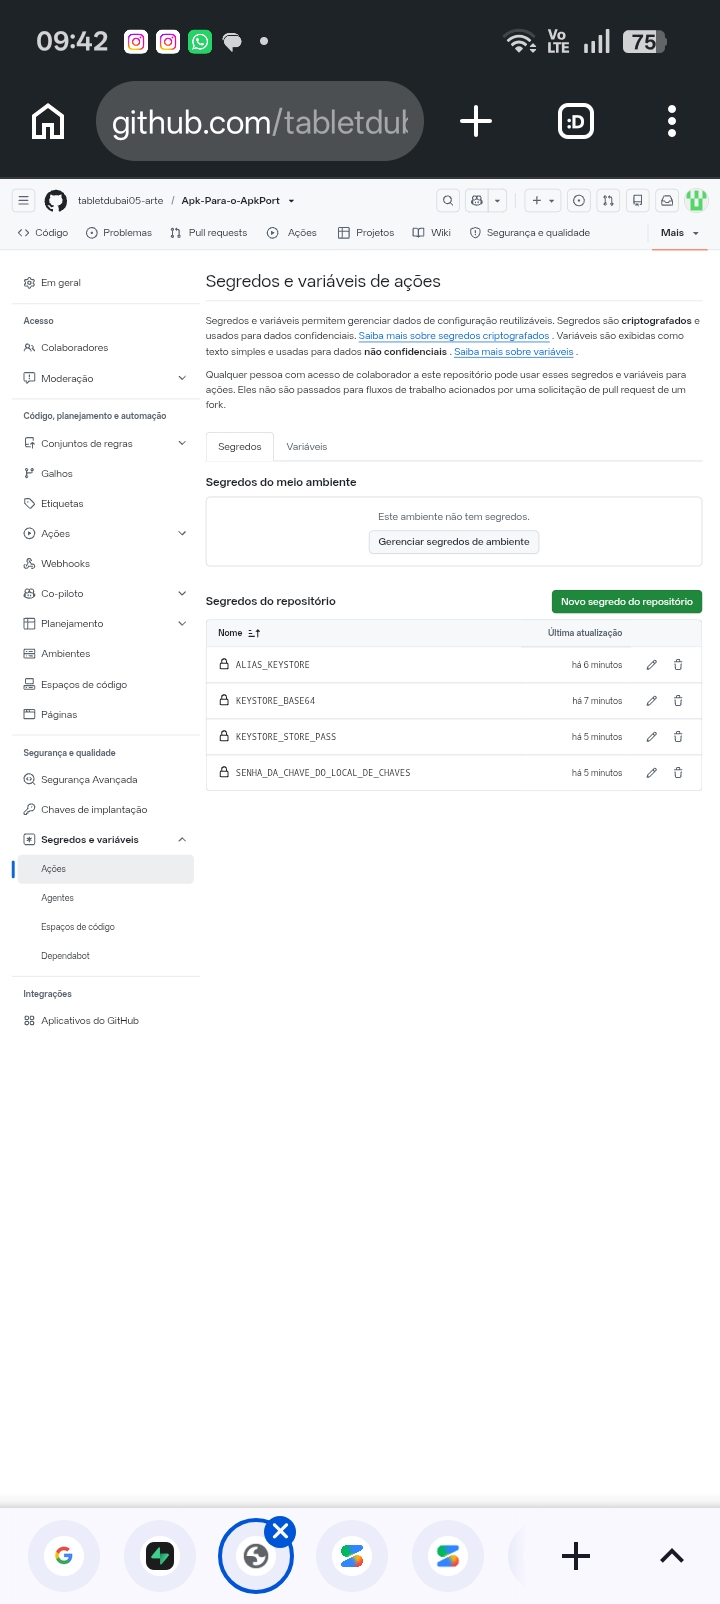 09:42
Vo
LTE
75
github.com/tabletdub
:D
tabletdubai05-arte / Apk-Para-o-ApkPort
Código
Problemas
Pull requests
Ações
Projetos
Wiki
Segurança e qualidade
Mais
Em geral
Acesso
Colaboradores
Moderação
Código, planejamento e automação
Conjuntos de regras
Galhos
Etiquetas
Ações
Webhooks
Co-piloto
Planejamento
Ambientes
Espaços de código
Páginas
Segurança e qualidade
Segurança Avançada
Chaves de implantação
Segredos e variáveis
Ações
Agentes
Espaços de código
Dependabot
Integrações
Aplicativos do GitHub
Segredos e variáveis de ações
Segredos e variáveis permitem gerenciar dados de configuração reutilizáveis. Segredos são criptografados e
usados para dados confidenciais. Saiba mais sobre segredos criptografados . Variáveis são exibidas como
texto simples e usadas para dados não confidenciais . Saiba mais sobre variáveis .
Qualquer pessoa com acesso de colaborador a este repositório pode usar esses segredos e variáveis para
ações. Eles não são passados para fluxos de trabalho acionados por uma solicitação de pull request de um
fork.
Segredos
Variáveis
Segredos do meio ambiente
Este ambiente não tem segredos.
Gerenciar segredos de ambiente
Segredos do repositório
Novo segredo do repositório
Nome
Última atualização
ALIAS_KEYSTORE
há 6 minutos
KEYSTORE_BASE64
há 7 minutos
KEYSTORE_STORE_PASS
há 5 minutos
SENHA_DA_CHAVE_DO_LOCAL_DE_CHAVES
há 5 minutos